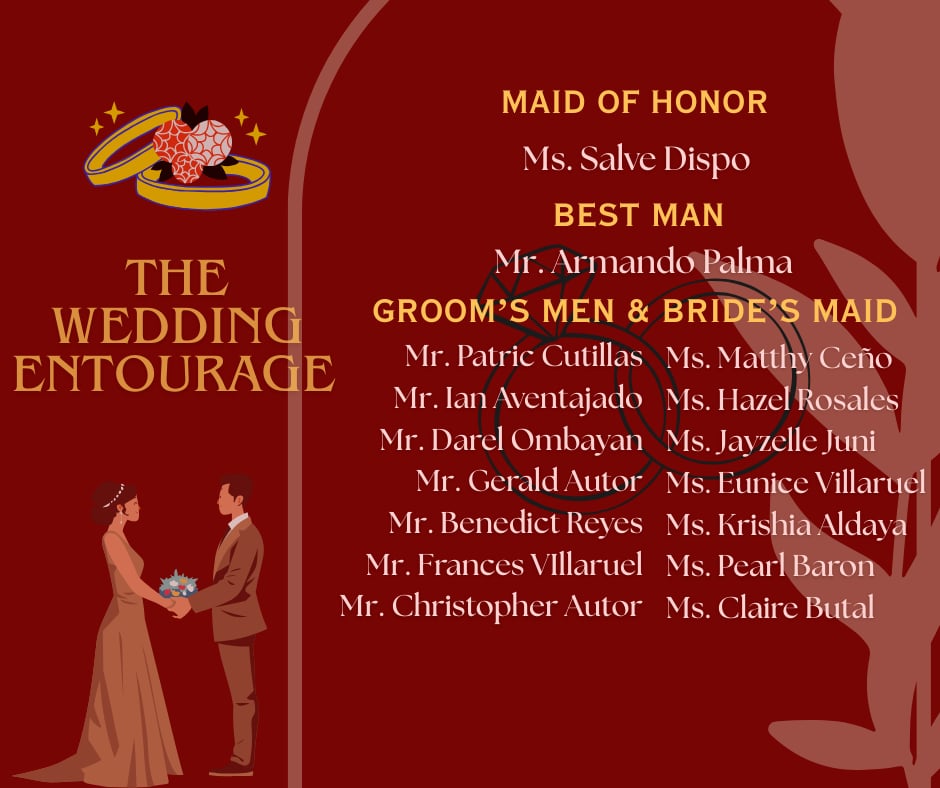 THE
WEDDING
ENTOURAGE
MAID OF HONOR
Ms. Salve Dispo
BEST MAN
Mr. Armando Palma
GROOM'S MEN & BRIDE'S MAID
Mr. Patric Cutillas Ms. Matthy Ceño
Mr. Ian Aventajado Ms. Hazel Rosales
Mr. Darel Ombayan Ms. Jayzelle Juni
Mr. Gerald Autor Ms. Eunice Villaruel
Mr. Benedict Reyes Ms. Krishia Aldaya
Mr. Frances VIllaruel Ms. Pearl Baron
Mr. Christopher Autor Ms. Claire Butal